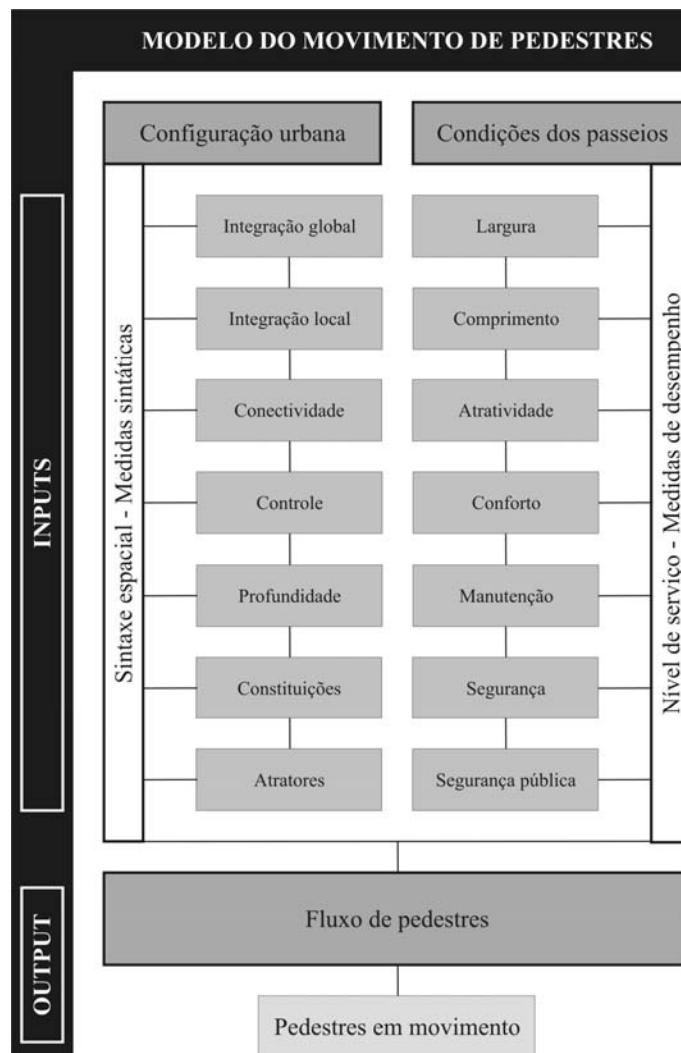 MODELO DO MOVIMENTO DE PEDESTRES
Configuração urbana
Condições dos passeios
INPUTS
Sintaxe espacial - Medidas sintáticas
Integração global
Integração local
Conectividade
Controle
Profundidade
Constituições
Atratores
Largura
Comprimento
Atratividade
Conforto
Manutenção
Segurança
Segurança pública
Nível de serviço - Medidas de desempenho
OUTPUT
Fluxo de pedestres
Pedestres em movimento